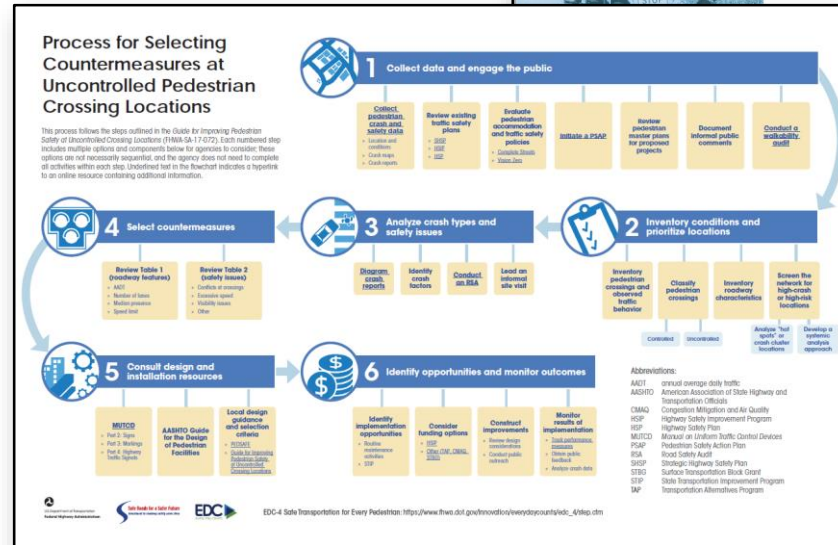 STOP
Process for Selecting
Countermeasures at
Uncontrolled Pedestrian
Crossing Locations
This process follows the steps outlined in the Guide for Improving Pedestrian
Safety at Uncontrolled Crossing Locations (FHWA-SA-17-072). Each numbered step
includes multiple options and components below for agencies to consider; these
options are not necessarily sequential, and the agency does not need to complete
all activities within each step. Underlined text in the flowchart indicates a hyperlink
to an online resource containing additional information.
1 Collect data and engage the public
Collect
pedestrian
crash and
safety data
• Location and
conditions
• Crash maps
• Crash reports
Review existing
traffic safety
plans
• SHSP
• HSIP
• HSP
Evaluate
pedestrian
accommodation
and traffic safety
policies
• Complete Streets
• Vision Zero
Initiate a PSAP
Review
pedestrian
master plans
for proposed
projects
Document
informal public
comments
Conduct a
walkability
audit
2 Inventory conditions and
prioritize locations
Inventory
pedestrian
crossings and
observed
traffic
behavior
Classify
pedestrian
crossings
Controlled
Uncontrolled
Inventory
roadway
characteristics
Screen the
network for
high-crash
or high-risk
locations
Analyze "hot
spots" or
crash cluster
locations
Develop a
systemic
analysis
approach
3 Analyze crash types and
safety issues
Diagram
crash
reports
Identify
crash
factors
Conduct
an RSA
Lead an
informal
site visit
4 Select countermeasures
Review Table 1
(roadway features)
• AADT
• Number of lanes
• Median presence
• Speed limit
Review Table 2
(safety issues)
• Conflicts at crossings
• Excessive speed
• Visibility issues
• Other
5 Consult design and
installation resources
MUTCD
• Part 2: Signs
• Part 3: Markings
• Part 4: Highway
Traffic Signals
AASHTO Guide
for the Design
of Pedestrian
Facilities
Local design
guidance
and selection
criteria
• PEDSAFE
• Guide for Improving
Pedestrian Safety
at Uncontrolled
Crossing Locations
6 Identify opportunities and monitor outcomes
Identify
implementation
opportunities
• Routine
maintenance
activities
• STIP
Consider
funding options
• HSIP
• Other (TAP, CMAQ,
STBG)
Construct
improvements
• Review design
considerations
• Conduct public
outreach
Monitor
results of
implementation
• Track performance
measures
• Obtain public
feedback
• Analyze crash data
Abbreviations:
AADT annual average daily traffic
AASHTO American Association of State Highway and
Transportation Officials
CMAQ Congestion Mitigation and Air Quality
HSIP Highway Safety Improvement Program
HSP Highway Safety Plan
MUTCD Manual on Uniform Traffic Control Devices
PSAP Pedestrian Safety Action Plan
RSA Road Safety Audit
SHSP Strategic Highway Safety Plan
STBG Surface Transportation Block Grant
STIP State Transportation Improvement Program
TAP Transportation Alternatives Program
US Department of Transportation
Federal Highway Administration
Safe Roads for a Safer Future
EDC
EDC-4 Safe Transportation for Every Pedestrian: https://www.fhwa.dot.gov/innovation/everydaycounts/edc_4/step.cfm